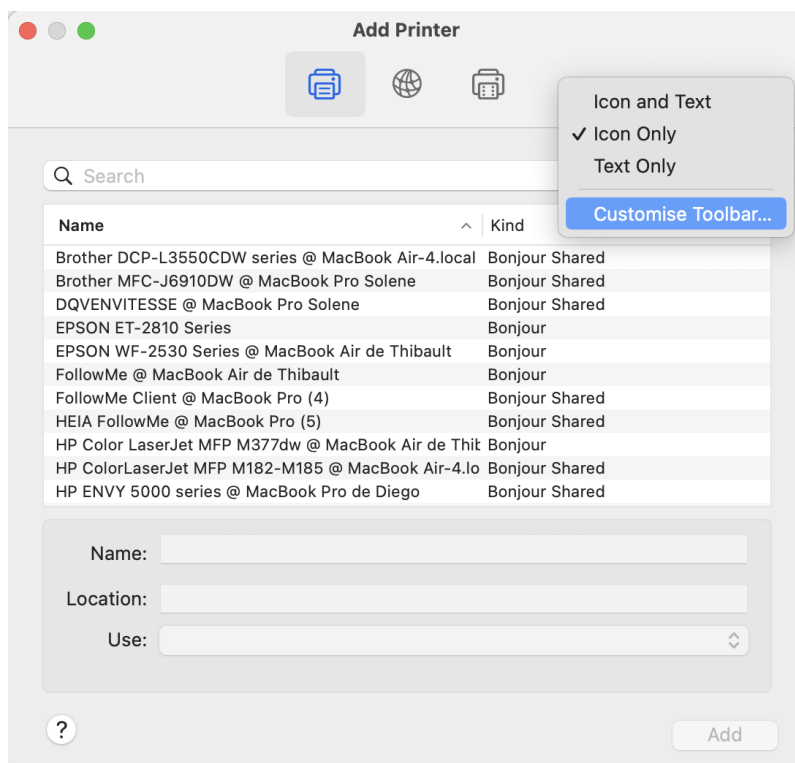 Add Printer
Icon and Text
✓ Icon Only
Text Only
Customise Toolbar...
Search
Name Kind
Brother DCP-L3550CDW series @ MacBook Air-4.local Bonjour Shared
Brother MFC-J6910DW @ MacBook Pro Solene Bonjour Shared
DQVENVITESSE @ MacBook Pro Solene Bonjour Shared
EPSON ET-2810 Series Bonjour
EPSON WF-2530 Series @ MacBook Air de Thibault Bonjour
FollowMe @ MacBook Air de Thibault Bonjour
FollowMe Client @ MacBook Pro (4) Bonjour Shared
HEIA FollowMe @ MacBook Pro (5) Bonjour Shared
HP Color LaserJet MFP M377dw @ MacBook Air de Thib Bonjour
HP ColorLaserJet MFP M182-M185 @ MacBook Air-4.lo Bonjour Shared
HP ENVY 5000 series @ MacBook Pro de Diego Bonjour Shared
Name:
Location:
Use:
?
Add